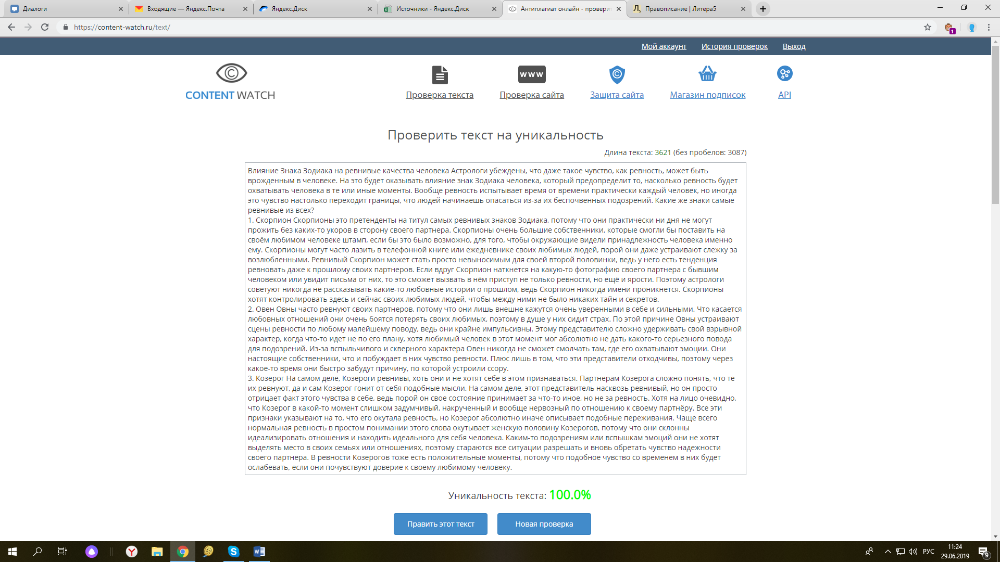 Диалоги
Входящие — Яндекс.Почта
Яндекс.Диск
Источники - Яндекс.Диск
Антиплагиат онлайн - проверит
Правописание | Литера5
https://content-watch.ru/text/
1
Мой аккаунт
История проверок
Выход
CONTENT WATCH
www
Проверка текста
Проверка сайта
Защита сайта
Магазин подписок
API
Проверить текст на уникальность
Длина текста: 3621 (без пробелов: 3087)
Влияние Знака Зодиака на ревнивые качества человека Астрологи убеждены, что даже такое чувство, как ревность, может быть
врожденным в человеке. На это будет оказывать влияние знак Зодиака человека, который предопределит то, насколько ревность будет
охватывать человека в те или иные моменты. Вообще ревность испытывает время от времени практически каждый человек, но иногда
это чувство настолько переходит границы, что людей начинаешь опасаться из-за их беспочвенных подозрений. Какие же знаки самые
ревнивые из всех?
1. Скорпион Скорпионы это претенденты на титул самых ревнивых знаков Зодиака, потому что они практически ни дня не могут
прожить без каких-то укоров в сторону своего партнера. Скорпионы очень большие собственники, которые смогли бы поставить на
своём любимом человеке штамп, если бы это было возможно, для того, чтобы окружающие видели принадлежность человека именно
ему. Скорпионы могут часто лазить в телефонной книге или ежедневнике своих любимых людей, порой они даже устраивают слежку за
возлюбленными. Ревнивый Скорпион может стать просто невыносимым для своей второй половинки, ведь у него есть тенденция
ревновать даже к прошлому своих партнеров. Если вдруг Скорпион наткнется на какую-то фотографию своего партнера с бывшим
человеком или увидит письма от них, то это сможет вызвать в нём приступ не только ревности, но ещё и ярости. Поэтому астрологи
советуют никогда не рассказывать какие-то любовные истории о прошлом, ведь Скорпион никогда имени проникнется. Скорпионы
хотят контролировать здесь и сейчас своих любимых людей, чтобы между ними не было никаких тайн и секретов.
2. Овен Овны часто ревнуют своих партнеров, потому что они лишь внешне кажутся очень уверенными в себе и сильными. Что касается
любовных отношений они очень боятся потерять своих любимых, поэтому в душе у них сидит страх. По этой причине Овны устраивают
сцены ревности по любому малейшему поводу, ведь они крайне импульсивны. Этому представителю сложно удерживать свой взрывной
характер, когда что-то идет не по его плану, хотя любимый человек в этот момент мог абсолютно не дать какого-то серьезного повода
для подозрений. Из-за вспыльчивого и скверного характера Овен никогда не сможет смолчать там, где его охватывают эмоции. Они
настоящие собственники, что и побуждает в них чувство ревности. Плюс лишь в том, что эти представители отходчивы, поэтому через
какое-то время они быстро забудут причину, по которой устроили ссору.
3. Козерог На самом деле, Козероги ревнивы, хоть они и не хотят себе в этом признаваться. Партнерам Козерога сложно понять, что те
их ревнуют, да и сам Козерог гонит от себя подобные мысли. На самом деле, этот представитель насквозь ревнивый, но он просто
отрицает факт этого чувства в себе, ведь порой он свое состояние принимает за что-то иное, но не за ревность. Хотя на лицо очевидно,
что Козерог в какой-то момент слишком задумчивый, накрученный и вообще нервозный по отношению к своему партнёру. Все эти
признаки указывают на то, что его окутала ревность, но Козерог абсолютно иначе описывает подобные переживания. Чаще всего
нормальная ревность в простом понимании этого слова окутывает женскую половину Козерогов, потому что они склонны
идеализировать отношения и находить идеального для себя человека. Каким-то подозрениям или вспышкам эмоций они не хотят
выделять место в своих семьях или отношениях, поэтому стараются все ситуации разрешать и вновь обретать чувство надежности
своего партнера. В ревности Козерогов тоже есть положительные моменты, потому что подобное чувство со временем в них будет
ослабевать, если они почувствуют доверие к своему любимому человеку.
Уникальность текста: 100.0%
Править этот текст
Новая проверка
РУС
11:24
29.06.2019
9